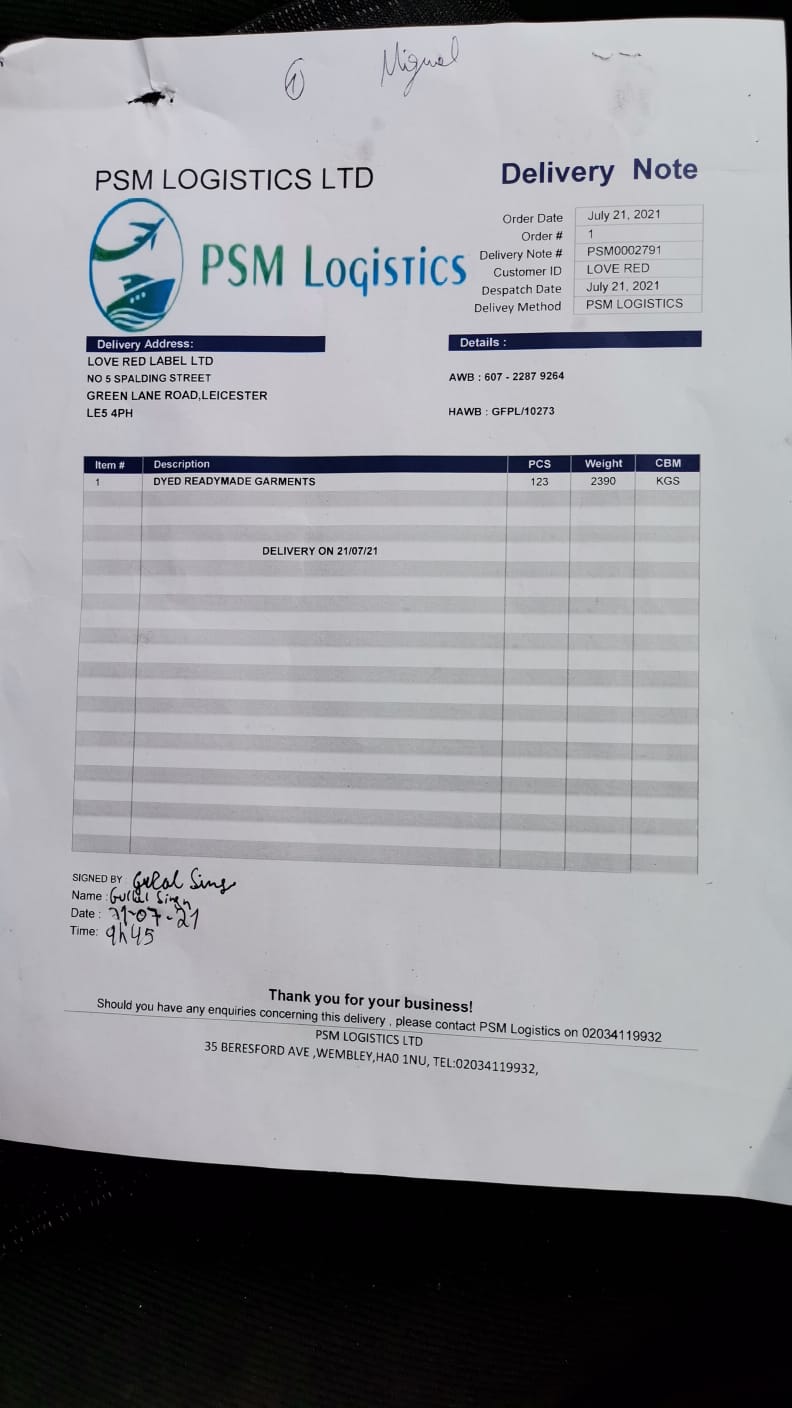 1 Miguel
PSM LOGISTICS LTD
Delivery Note
PSM Logistics
Order Date July 21, 2021
Order # 1
Delivery Note # PSM0002791
Customer ID LOVE RED
Despatch Date July 21, 2021
Delivey Method PSM LOGISTICS
Delivery Address:
LOVE RED LABEL LTD
NO 5 SPALDING STREET
GREEN LANE ROAD,LEICESTER
LE5 4PH
Details :
AWB : 607 - 2287 9264
HAWB : GFPL/10273
Item # Description PCS Weight CBM
1 DYED READYMADE GARMENTS 123 2390 KGS
DELIVERY ON 21/07/21
SIGNED BY
Name :
Date : 21-07-21
Time: 9h45
Thank you for your business!
Should you have any enquiries concerning this delivery , please contact PSM Logistics on 02034119932
PSM LOGISTICS LTD
35 BERESFORD AVE ,WEMBLEY,HA0 1NU, TEL:02034119932,